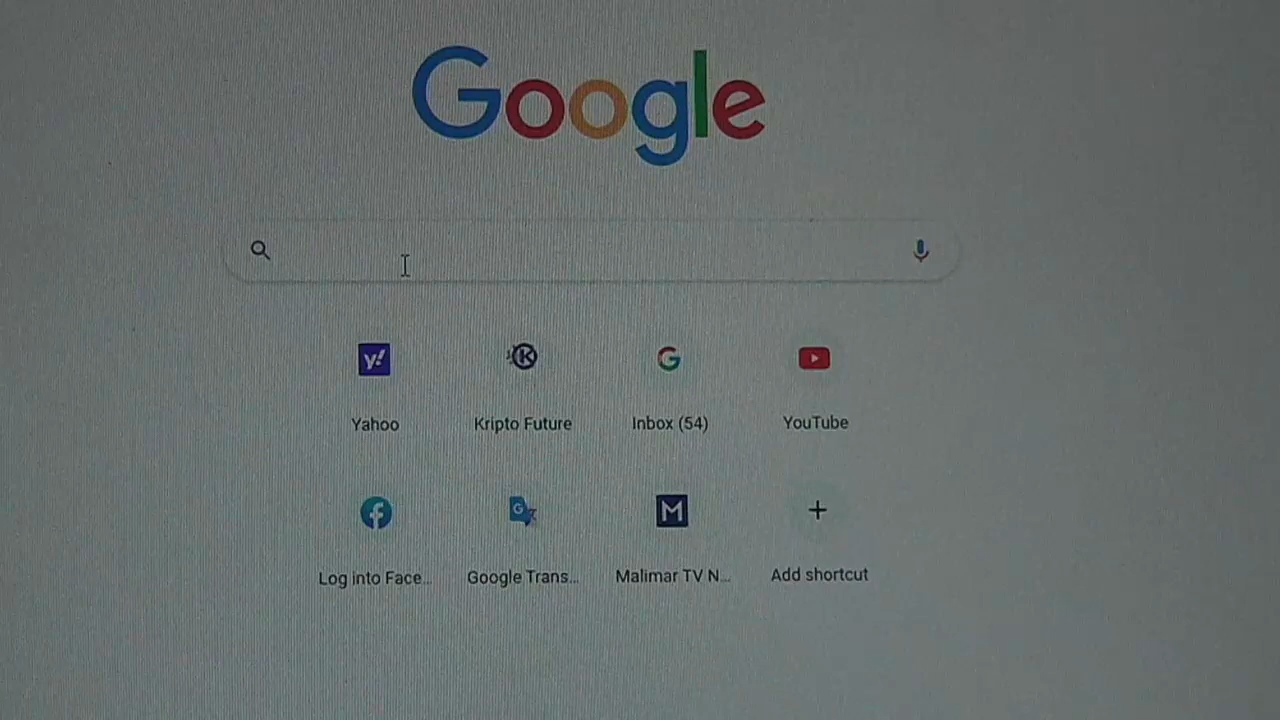 Google
Yahoo
Kripto Future
Inbox (54)
YouTube
Log into Face...
Google Trans...
Malimar TV N...
Add shortcut